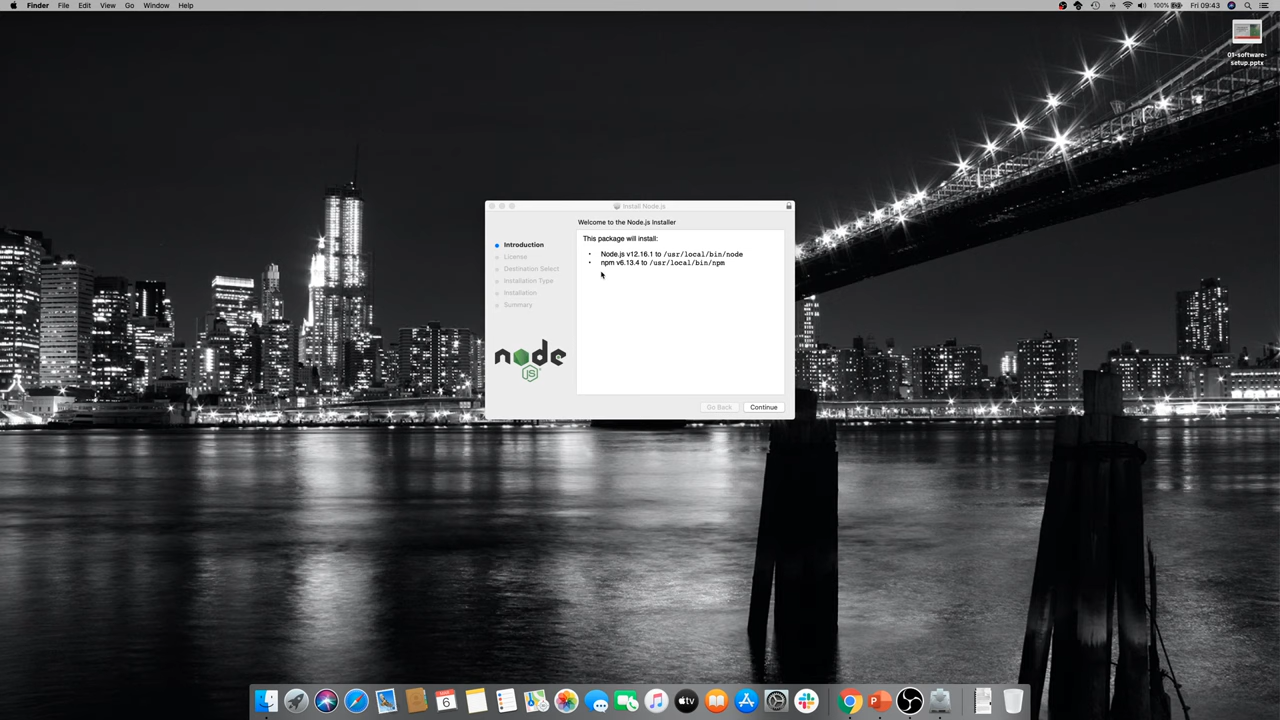 Finder File Edit View Go Window Help
100% Fri 09:43
01-software-
setup.pptx
Install Node.js
Welcome to the Node.js Installer
Introduction
License
Destination Select
Installation Type
Installation
Summary
This package will install:
• Node.js v12.16.1 to /usr/local/bin/node
• npm v6.13.4 to /usr/local/bin/npm
node
JS
Go Back Continue
6
tv